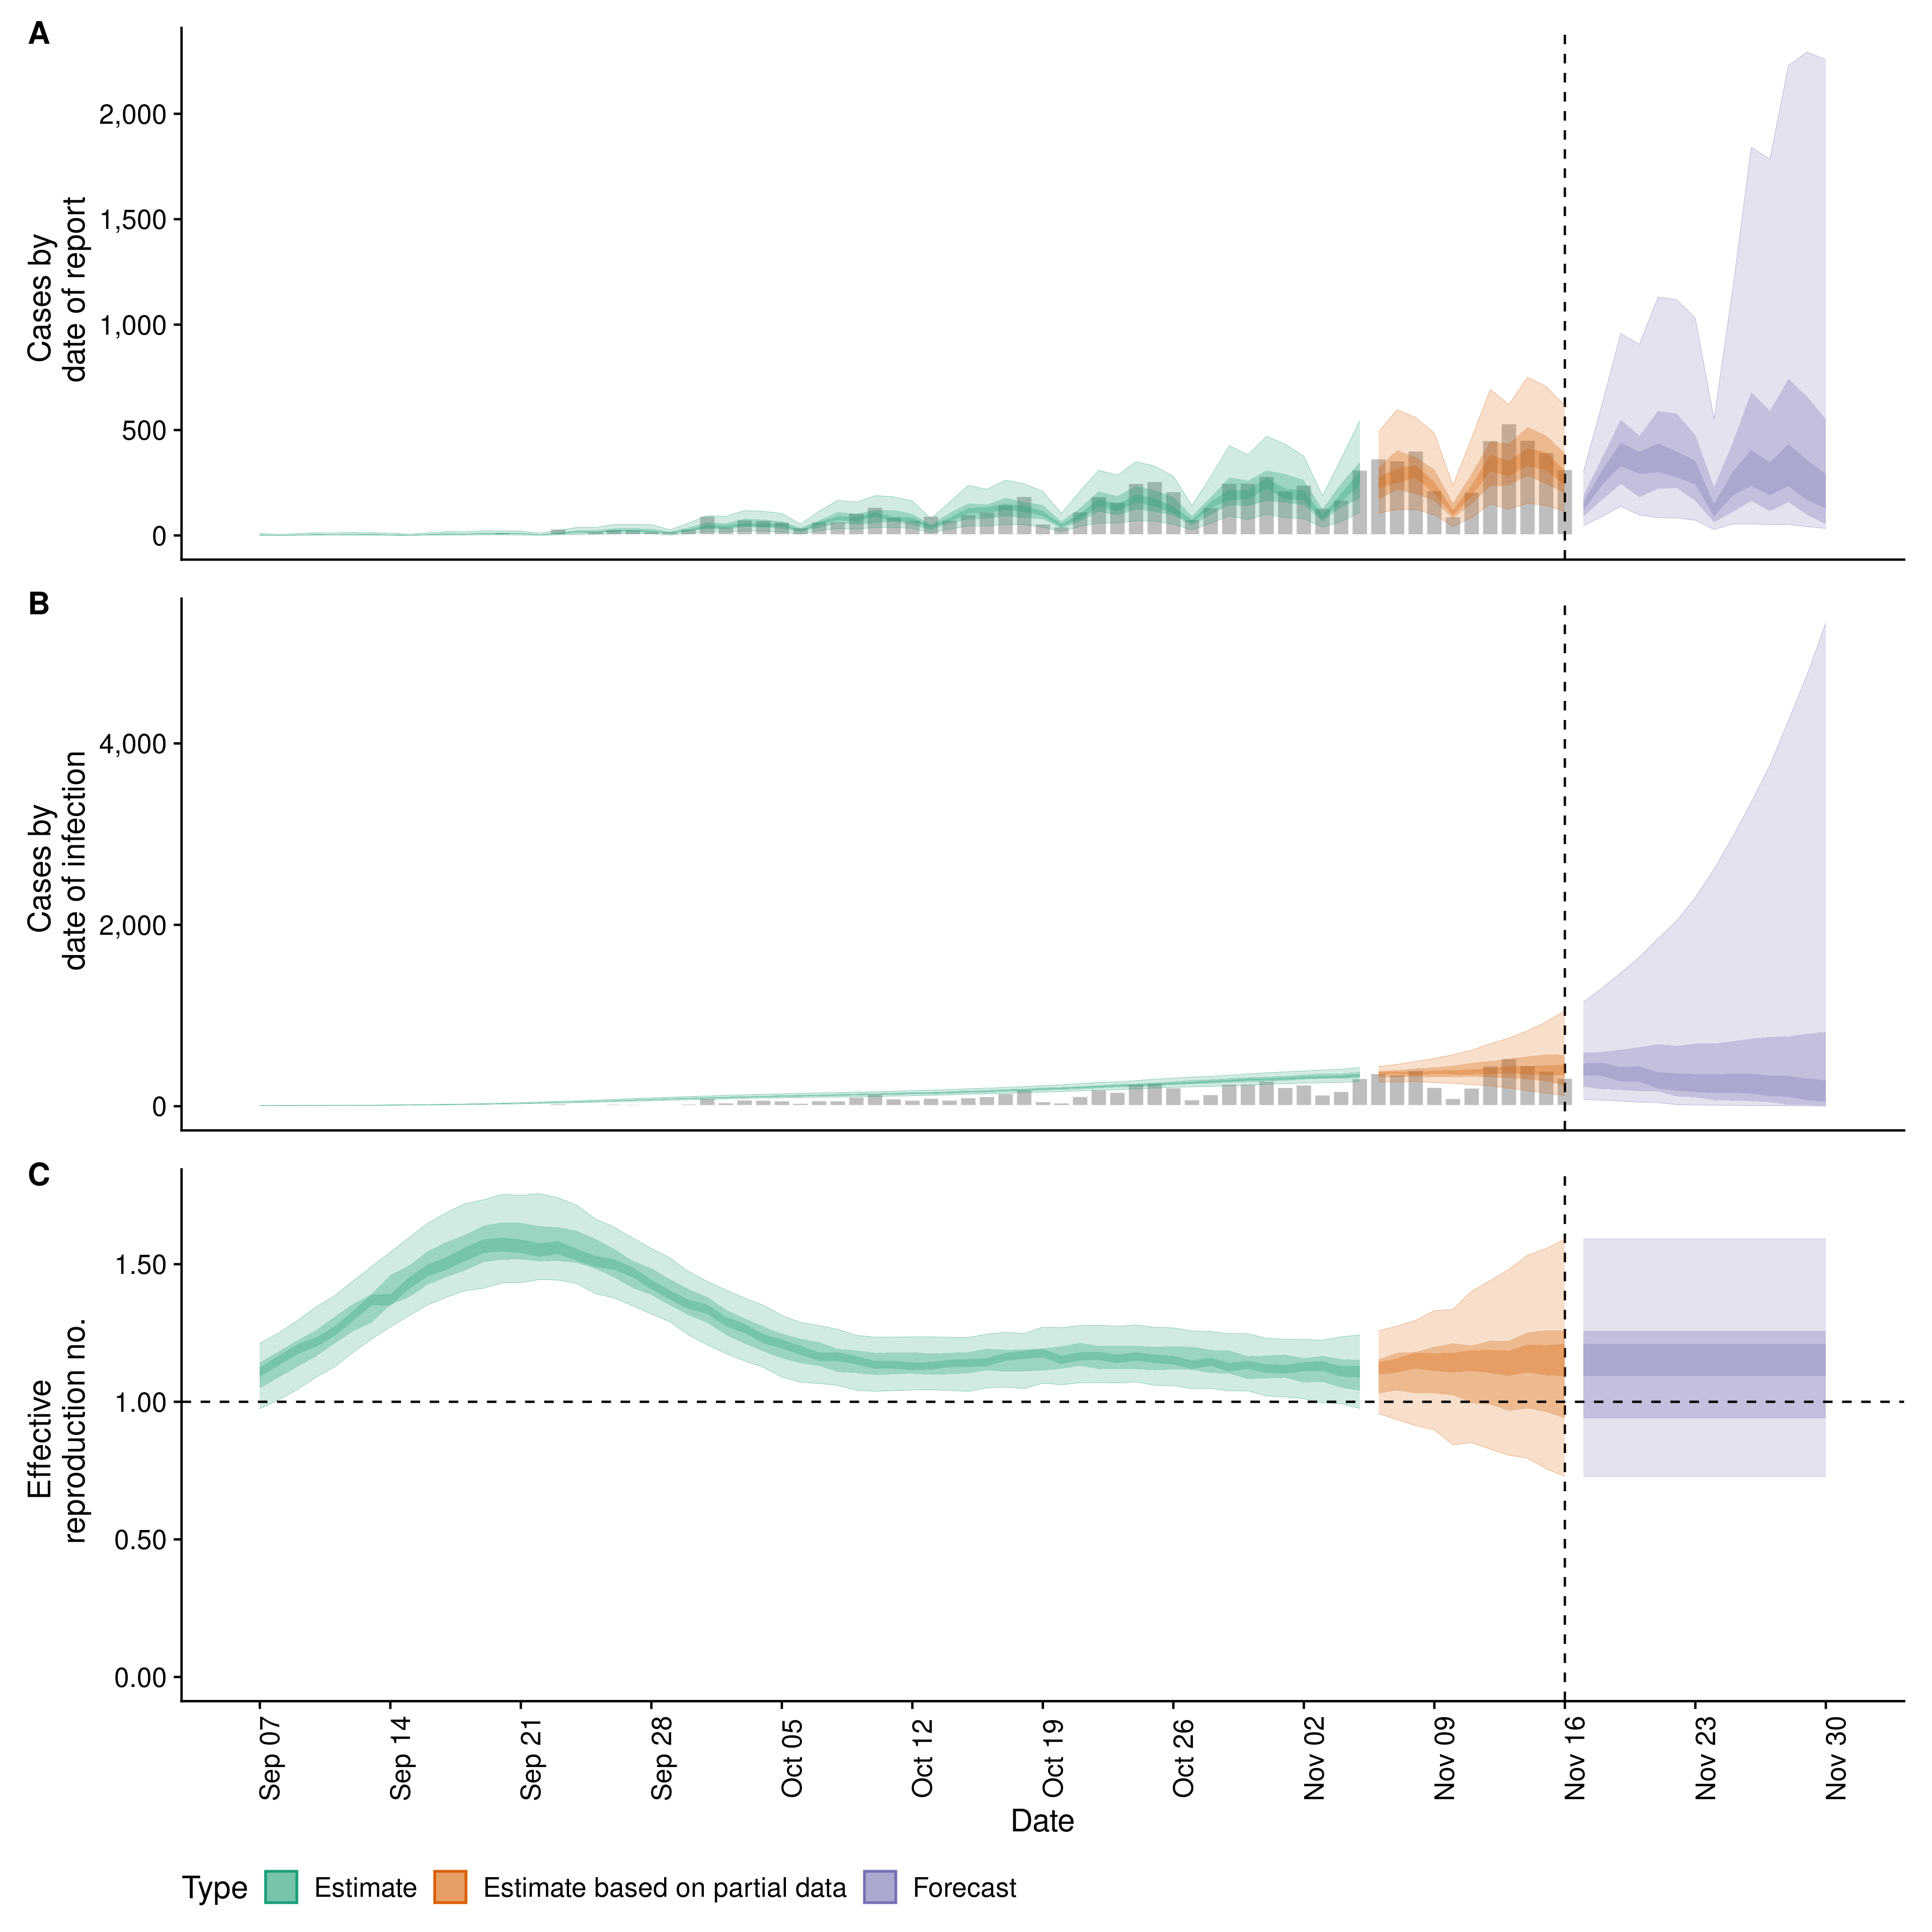 A
Cases by
date of report
2,000
1,500
1,000
500
0
B
Cases by
date of infection
4,000
2,000
0
C
Effective
reproduction no.
1.50
1.00
0.50
0.00
Sep 07
Sep 14
Sep 21
Sep 28
Oct 05
Oct 12
Oct 19
Oct 26
Nov 02
Nov 09
Nov 16
Nov 23
Nov 30
Date
Type Estimate Estimate based on partial data Forecast